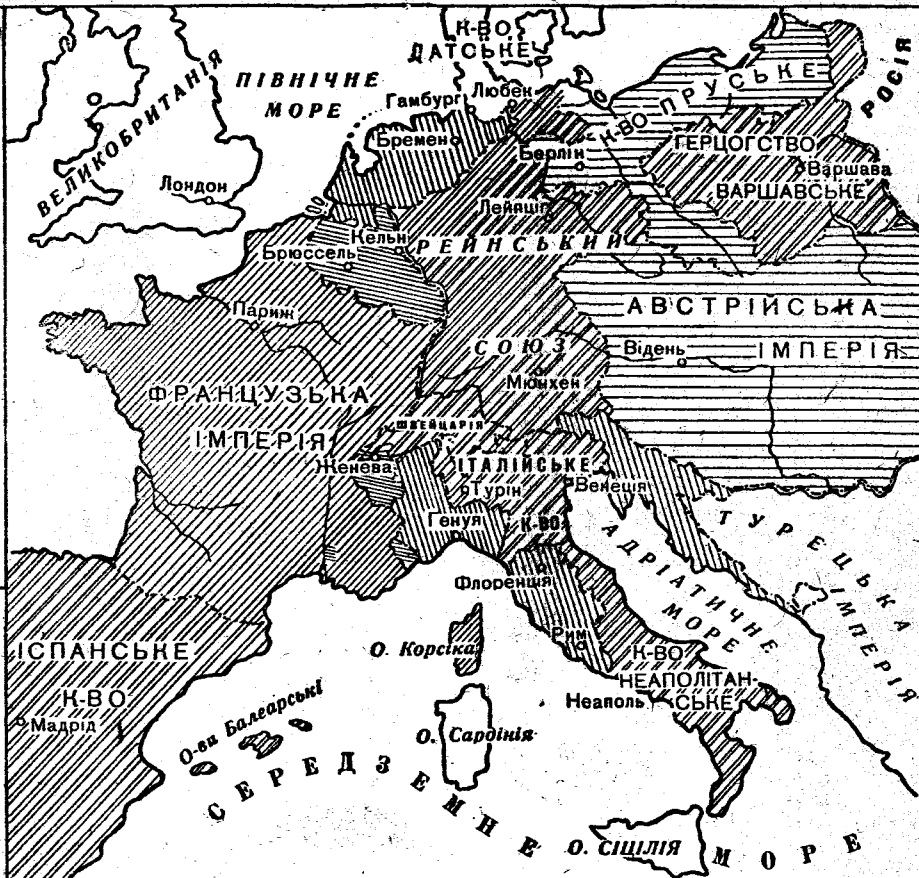 К-ВО
ДАТСЬКЕ
ВЕЛИКОБРИТАНІЯ
ПІВНІЧНЕ
МОРЕ
РОСІЯ
Гамбург
Любек
К-ВО ПРУСЬКЕ
Бремен
Берлін
ГЕРЦОГСТВО
Варшава
ВАРШАВСЬКЕ
Лондон
Лейпціг
Кельн
РЕЙНСЬКИЙ
Брюссель
АВСТРІЙСЬКА
Париж
СОЮЗ
Відень
ІМПЕРІЯ
Мюнхен
ФРАНЦУЗЬКА
ІМПЕРІЯ
ШВЕЙЦАРІЯ
Женева
ІТАЛІЙСЬКЕ
Турін
Венеція
Генуя
К-ВО
ТУРЕЦЬКА
ІМПЕРІЯ
АДРІАТИЧНЕ
МОРЕ
Флоренція
Рим
О. Корсіка
ІСПАНСЬКЕ
К-ВО
К-ВО
НЕАПОЛІТАН-
СЬКЕ
Неаполь
Мадрід
О-ви Балеарські
О. Сардінія
СЕРЕДЗЕМНЕ МОРЕ
О. СІЦІЛІЯ